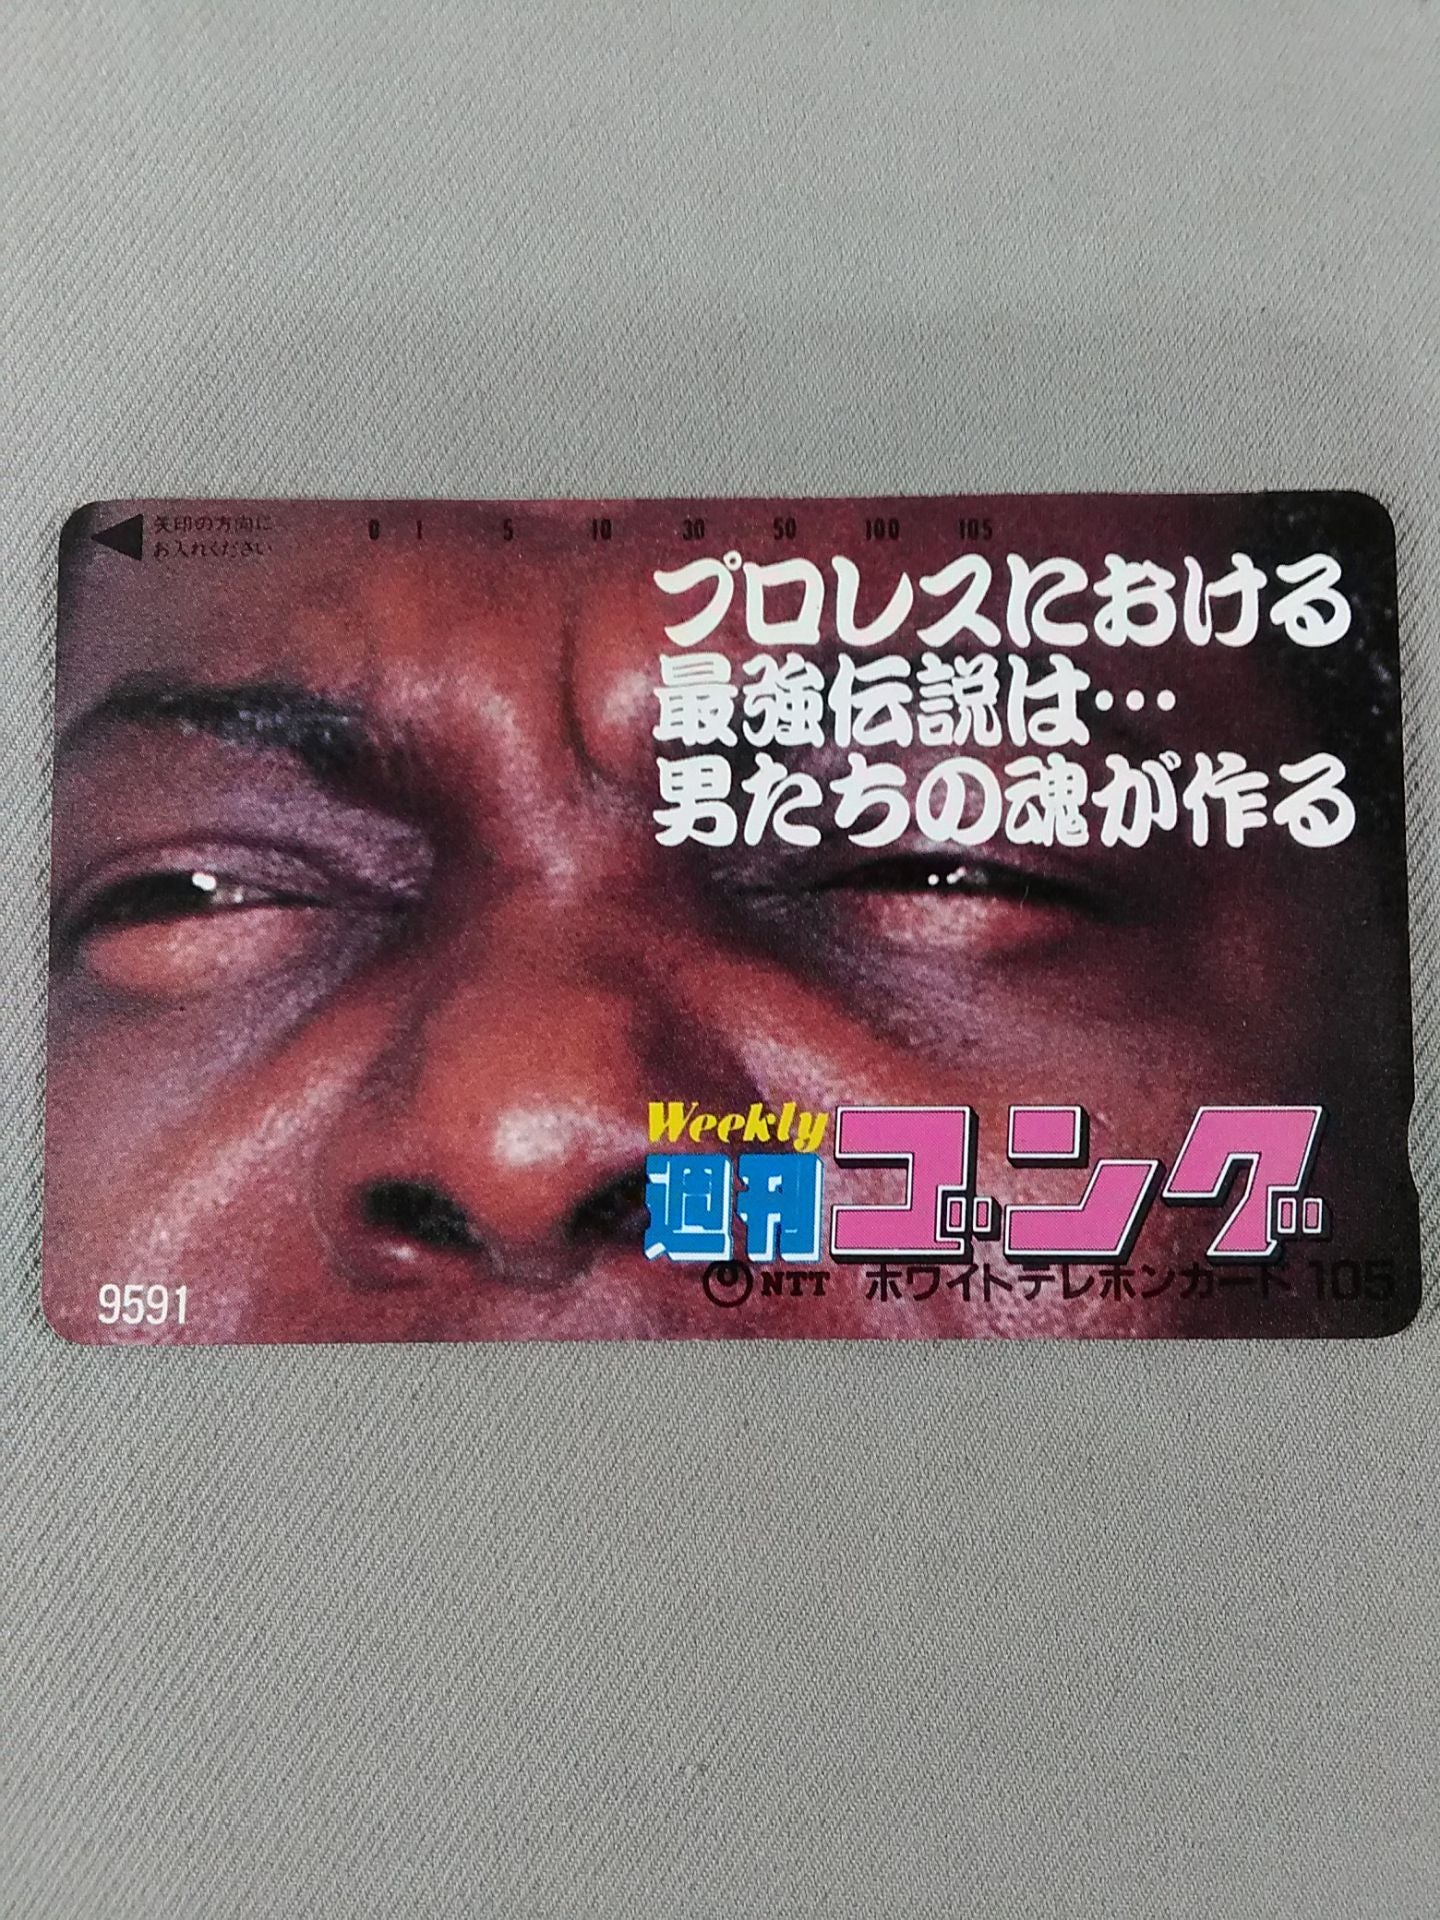 矢印の方向に
お入れください
0 1 5 10 30 50 100 105
プロレスにおける
最強伝説は…
男たちの魂が作る
Weekly
週刊ゴング
NTT ホワイトテレホンカード 105
9591